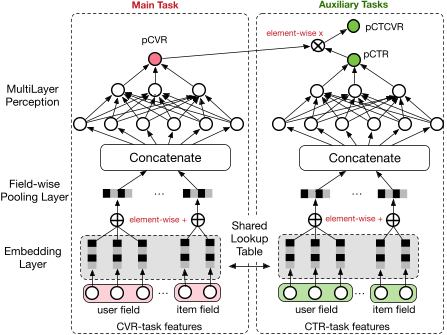 Main Task
Auxiliary Tasks
pCVR
element-wise x
pCTCVR
pCTR
MultiLayer
Perception
Concatenate
Concatenate
Field-wise
Pooling Layer
...
...
element-wise +
element-wise +
Embedding
Layer
Shared
Lookup
Table
...
...
user field
item field
user field
item field
CVR-task features
CTR-task features